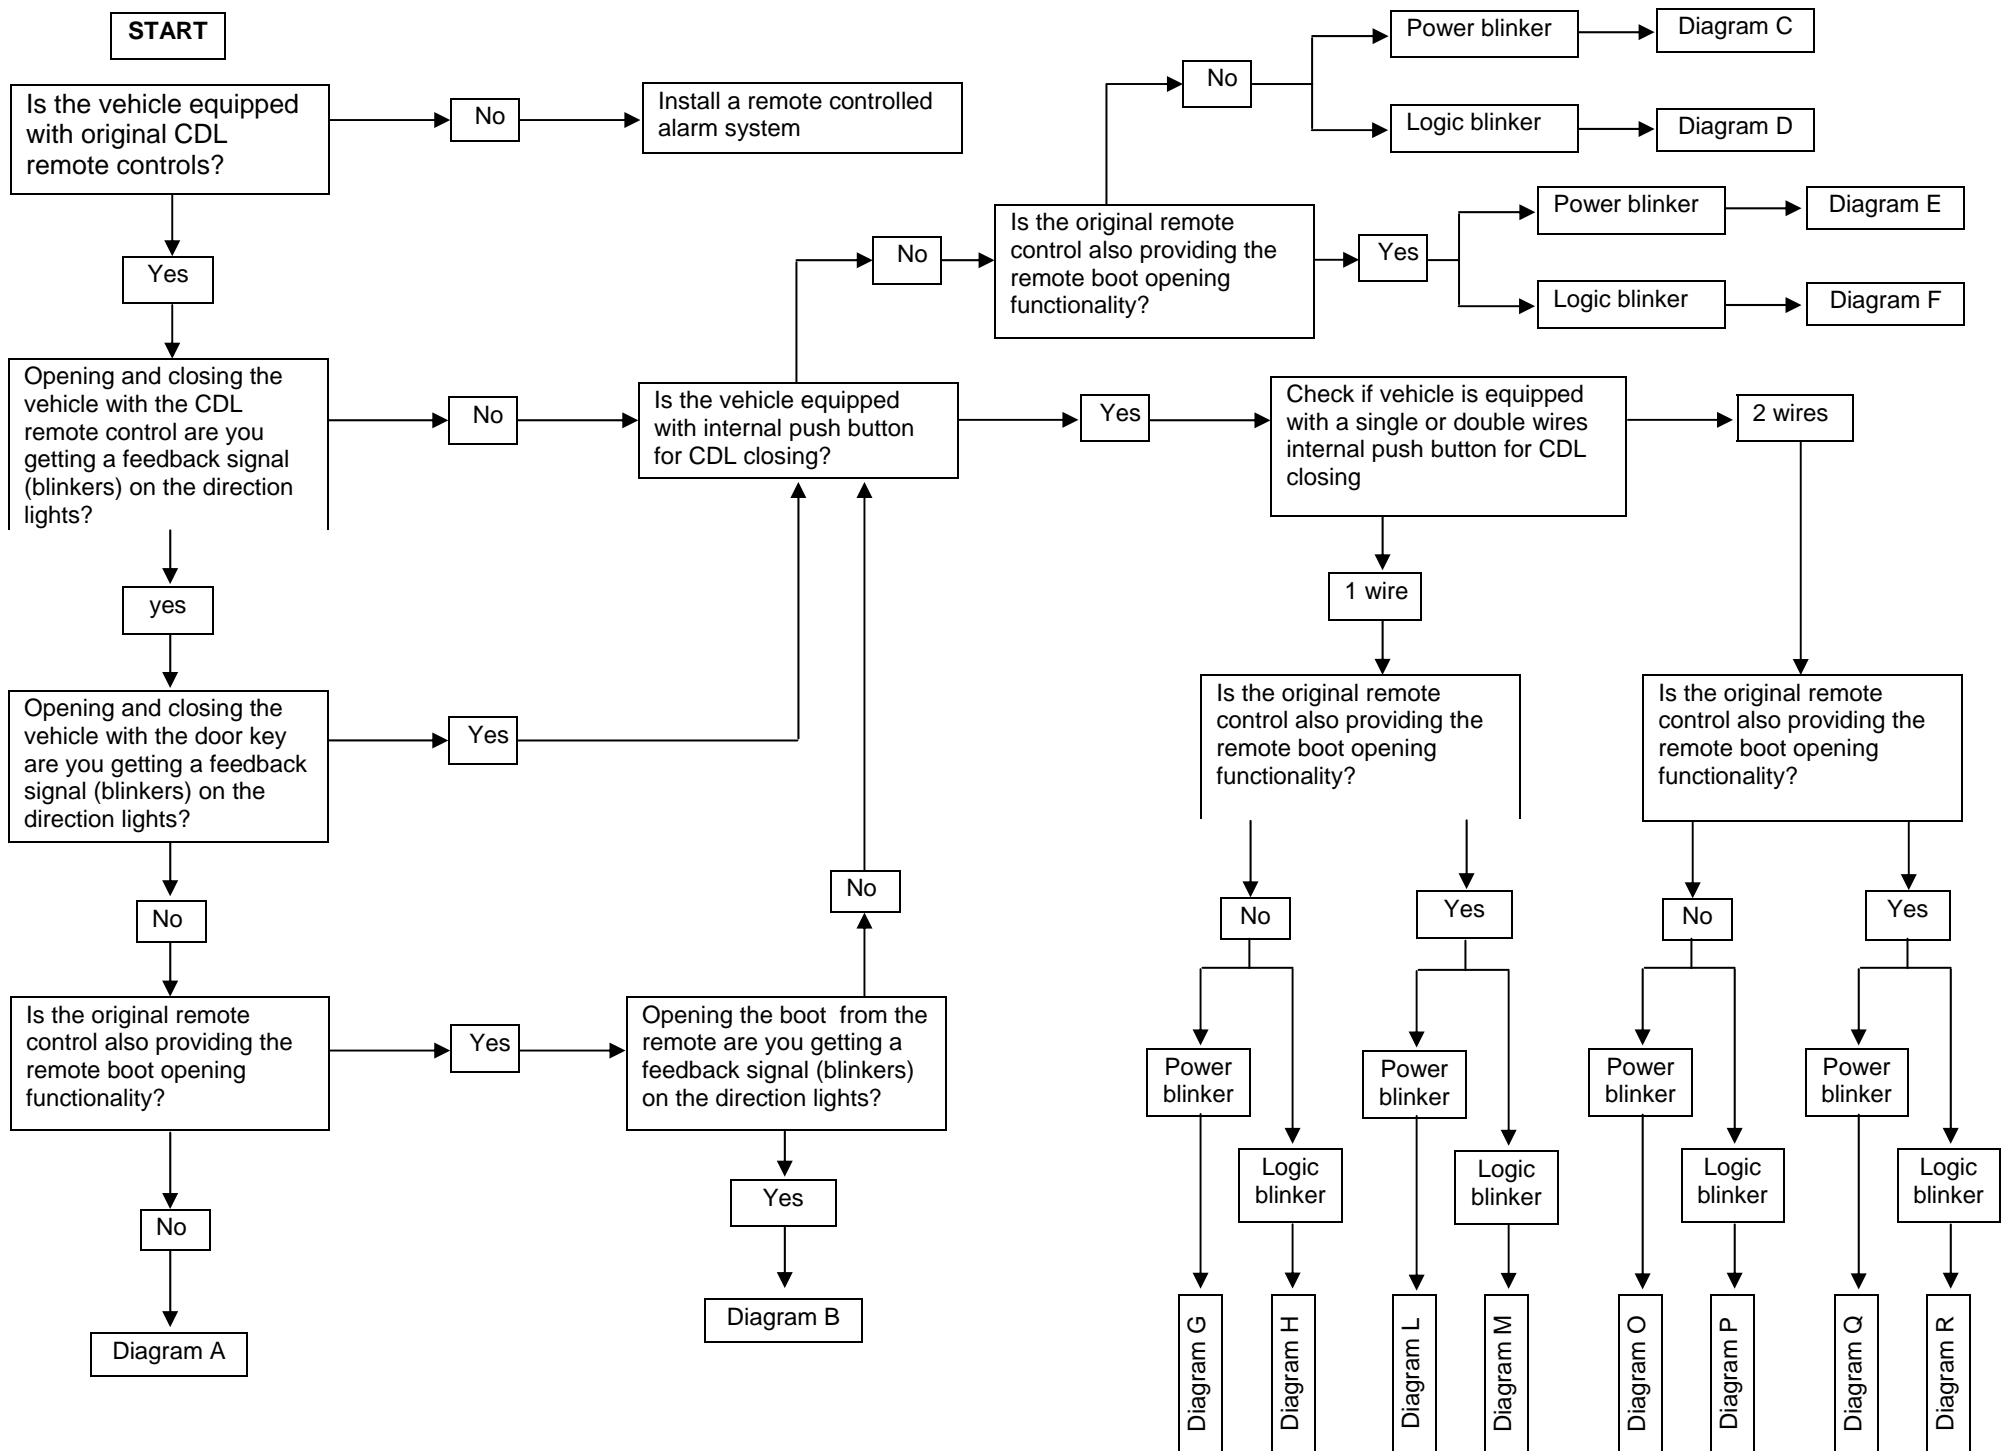 START
Is the vehicle equipped
with original CDL
remote controls?
No
Install a remote controlled
alarm system
Yes
Opening and closing the
vehicle with the CDL
remote control are you
getting a feedback signal
(blinkers) on the direction
lights?
No
yes
Opening and closing the
vehicle with the door key
are you getting a feedback
signal (blinkers) on the
direction lights?
Yes
No
Is the original remote
control also providing the
remote boot opening
functionality?
Yes
No
Diagram A
Opening the boot  from the
remote are you getting a
feedback signal (blinkers)
on the direction lights?
No
Yes
Diagram B
Is the vehicle equipped
with internal push button
for CDL closing?
No
Is the original remote
control also providing the
remote boot opening
functionality?
No
Power blinker
Diagram C
Logic blinker
Diagram D
Yes
Power blinker
Diagram E
Logic blinker
Diagram F
Yes
Check if vehicle is equipped
with a single or double wires
internal push button for CDL
closing
2 wires
1 wire
Is the original remote
control also providing the
remote boot opening
functionality?
No
Power
blinker
Logic
blinker
Diagram G
Diagram H
Yes
Power
blinker
Logic
blinker
Diagram L
Diagram M
Is the original remote
control also providing the
remote boot opening
functionality?
No
Power
blinker
Logic
blinker
Diagram O
Diagram P
Yes
Power
blinker
Logic
blinker
Diagram Q
Diagram R